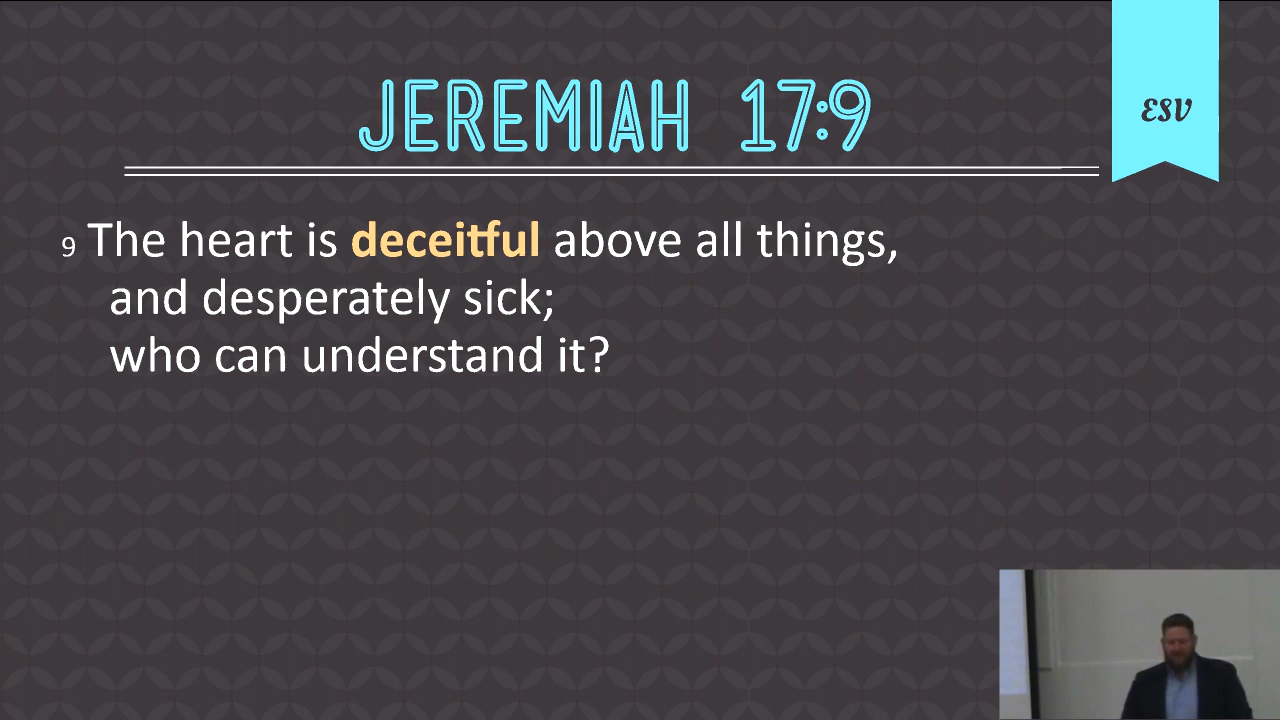 JEREMIAH 17:9
ESV
9 The heart is deceitful above all things,
and desperately sick;
who can understand it?